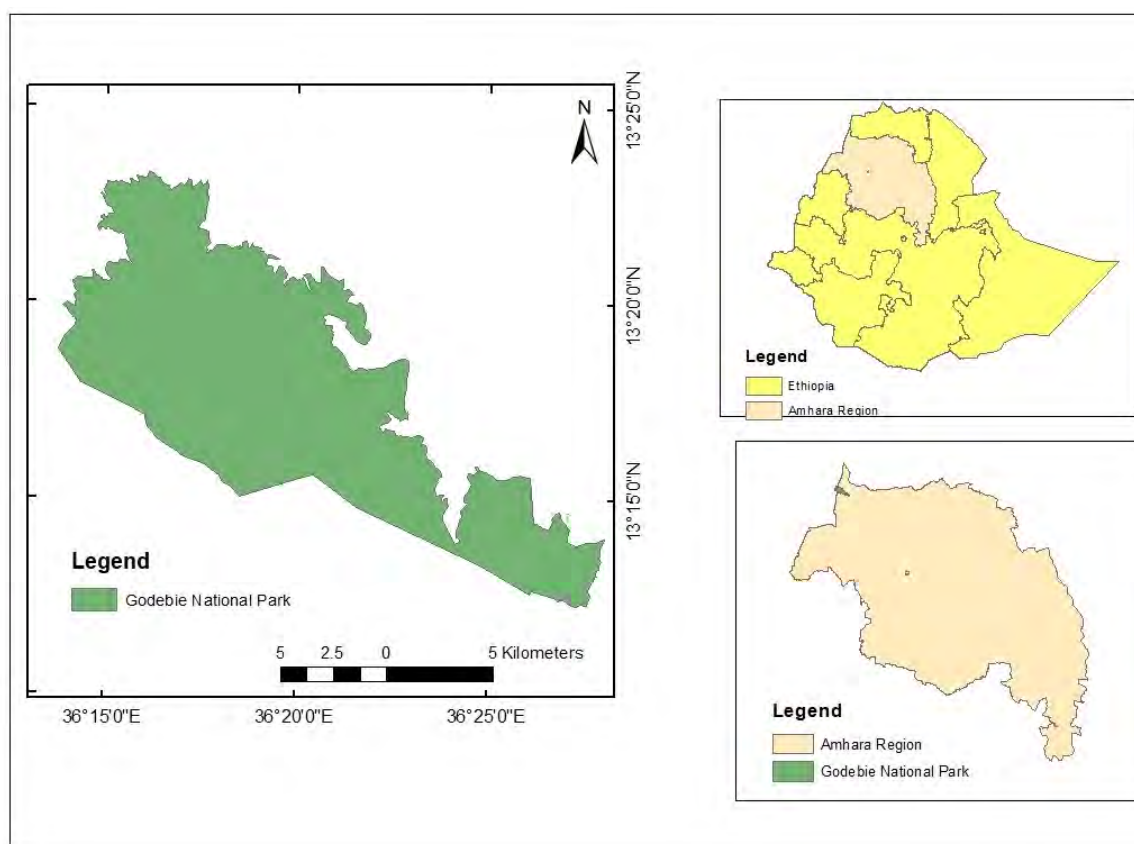 N
13°25'0"N
13°20'0"N
13°15'0"N
Legend
Godebie National Park
5 2.5 0 5 Kilometers
36°15'0"E 36°20'0"E 36°25'0"E
Legend
Ethiopia
Amhara Region
Legend
Amhara Region
Godebie National Park